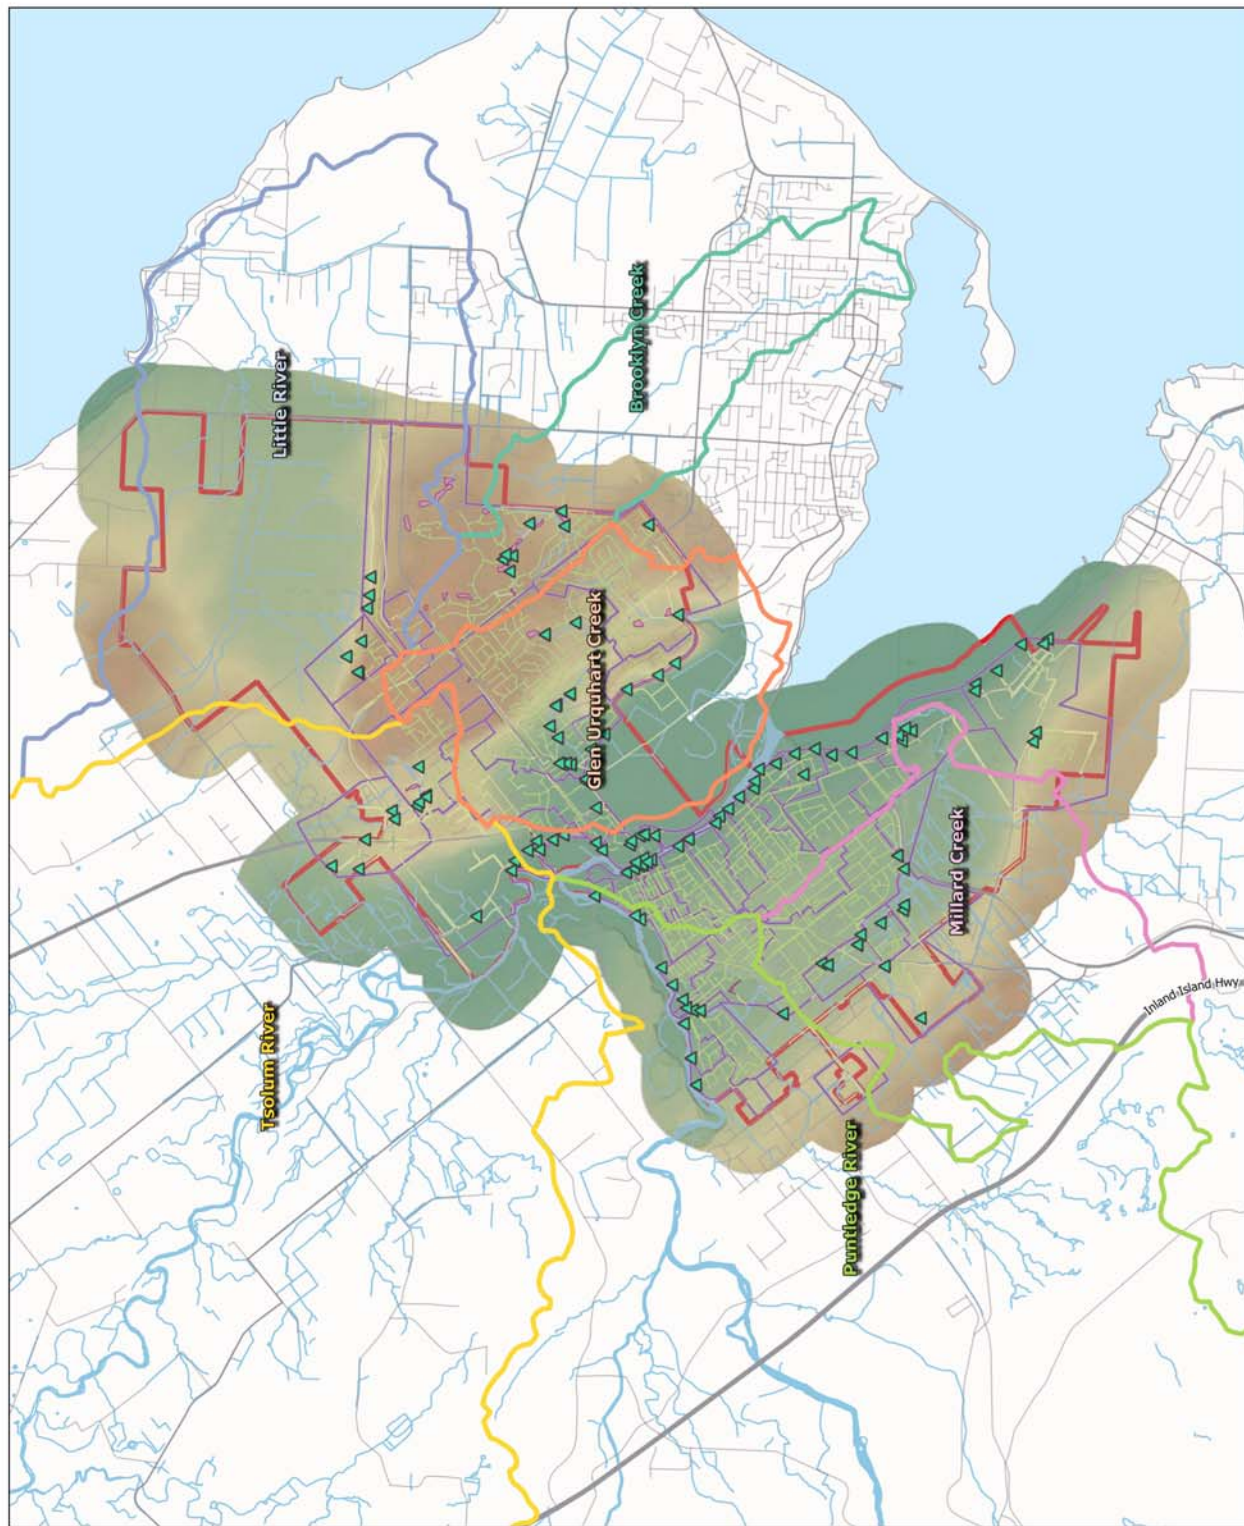 Little River
Brooklyn Creek
Glen Urquhart Creek
Tsolum River
Millard Creek
Inland Island Hwy
Puntledge River